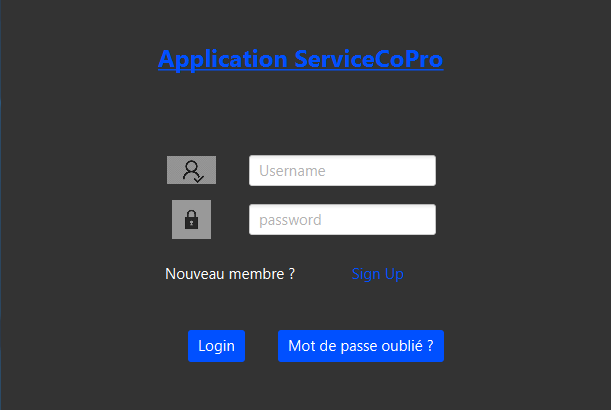 Application ServiceCoPro
Username
password
Nouveau membre ? Sign Up
Login Mot de passe oublié ?